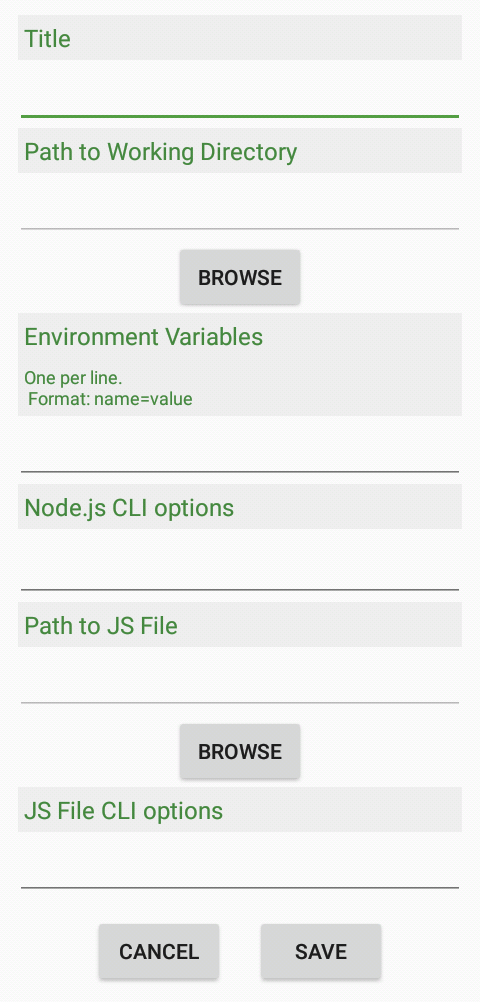 Title
Path to Working Directory
BROWSE
Environment Variables
One per line.
Format: name=value
Node.js CLI options
Path to JS File
BROWSE
JS File CLI options
CANCEL SAVE